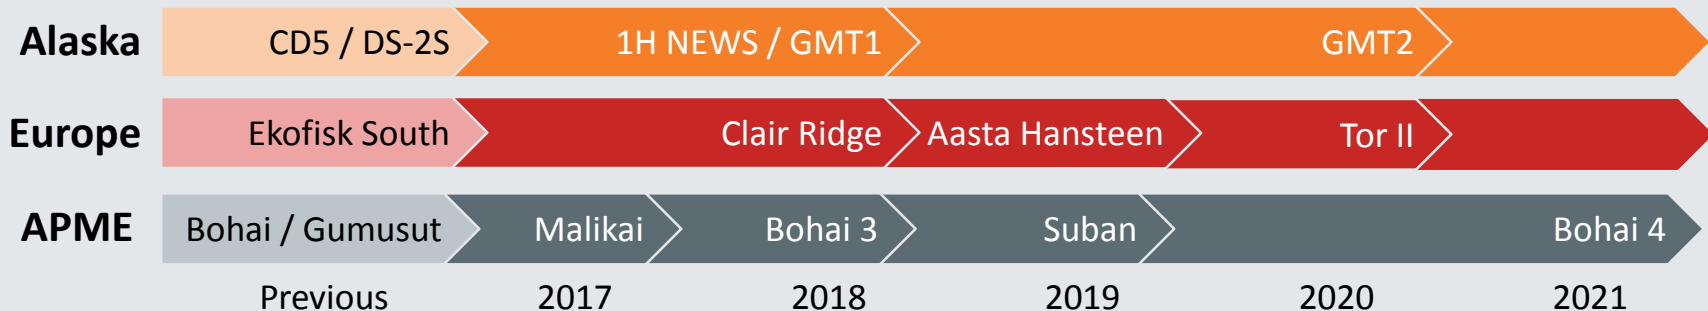 Alaska CD5 / DS-2S 1H NEWS / GMT1 GMT2
Europe Ekofisk South Clair Ridge Aasta Hansteen Tor II
APME Bohai / Gumusut Malikai Bohai 3 Suban Bohai 4
Previous 2017 2018 2019 2020 2021